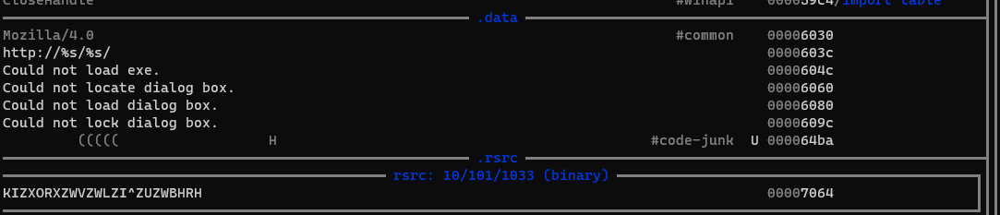 CloseHandle #winapi 000039c4/import table
.data
Mozilla/4.0 #common 00006030
http://%s/%s/ 0000603c
Could not load exe. 0000604c
Could not locate dialog box. 00006060
Could not load dialog box. 00006080
Could not lock dialog box. 0000609c
((((( H #code-junk U 000064ba
.rsrc
rsrc: 10/101/1033 (binary)
KIZXORXZWVZWLZI^ZUZWBHRH 00007064